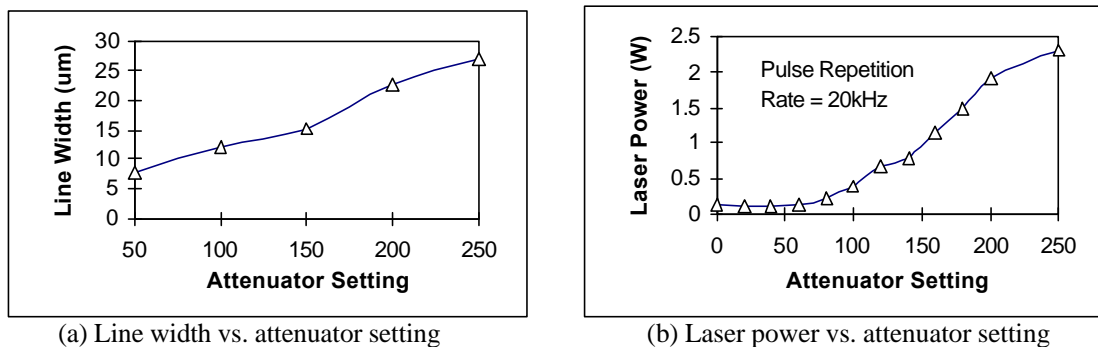 Line Width (um)
30
25
20
15
10
5
0
50 100 150 200 250
Attenuator Setting
(a) Line width vs. attenuator setting
Laser Power (W)
2.5
2
1.5
1
0.5
0
Pulse Repetition
Rate = 20kHz
0 50 100 150 200 250
Attenuator Setting
(b) Laser power vs. attenuator setting